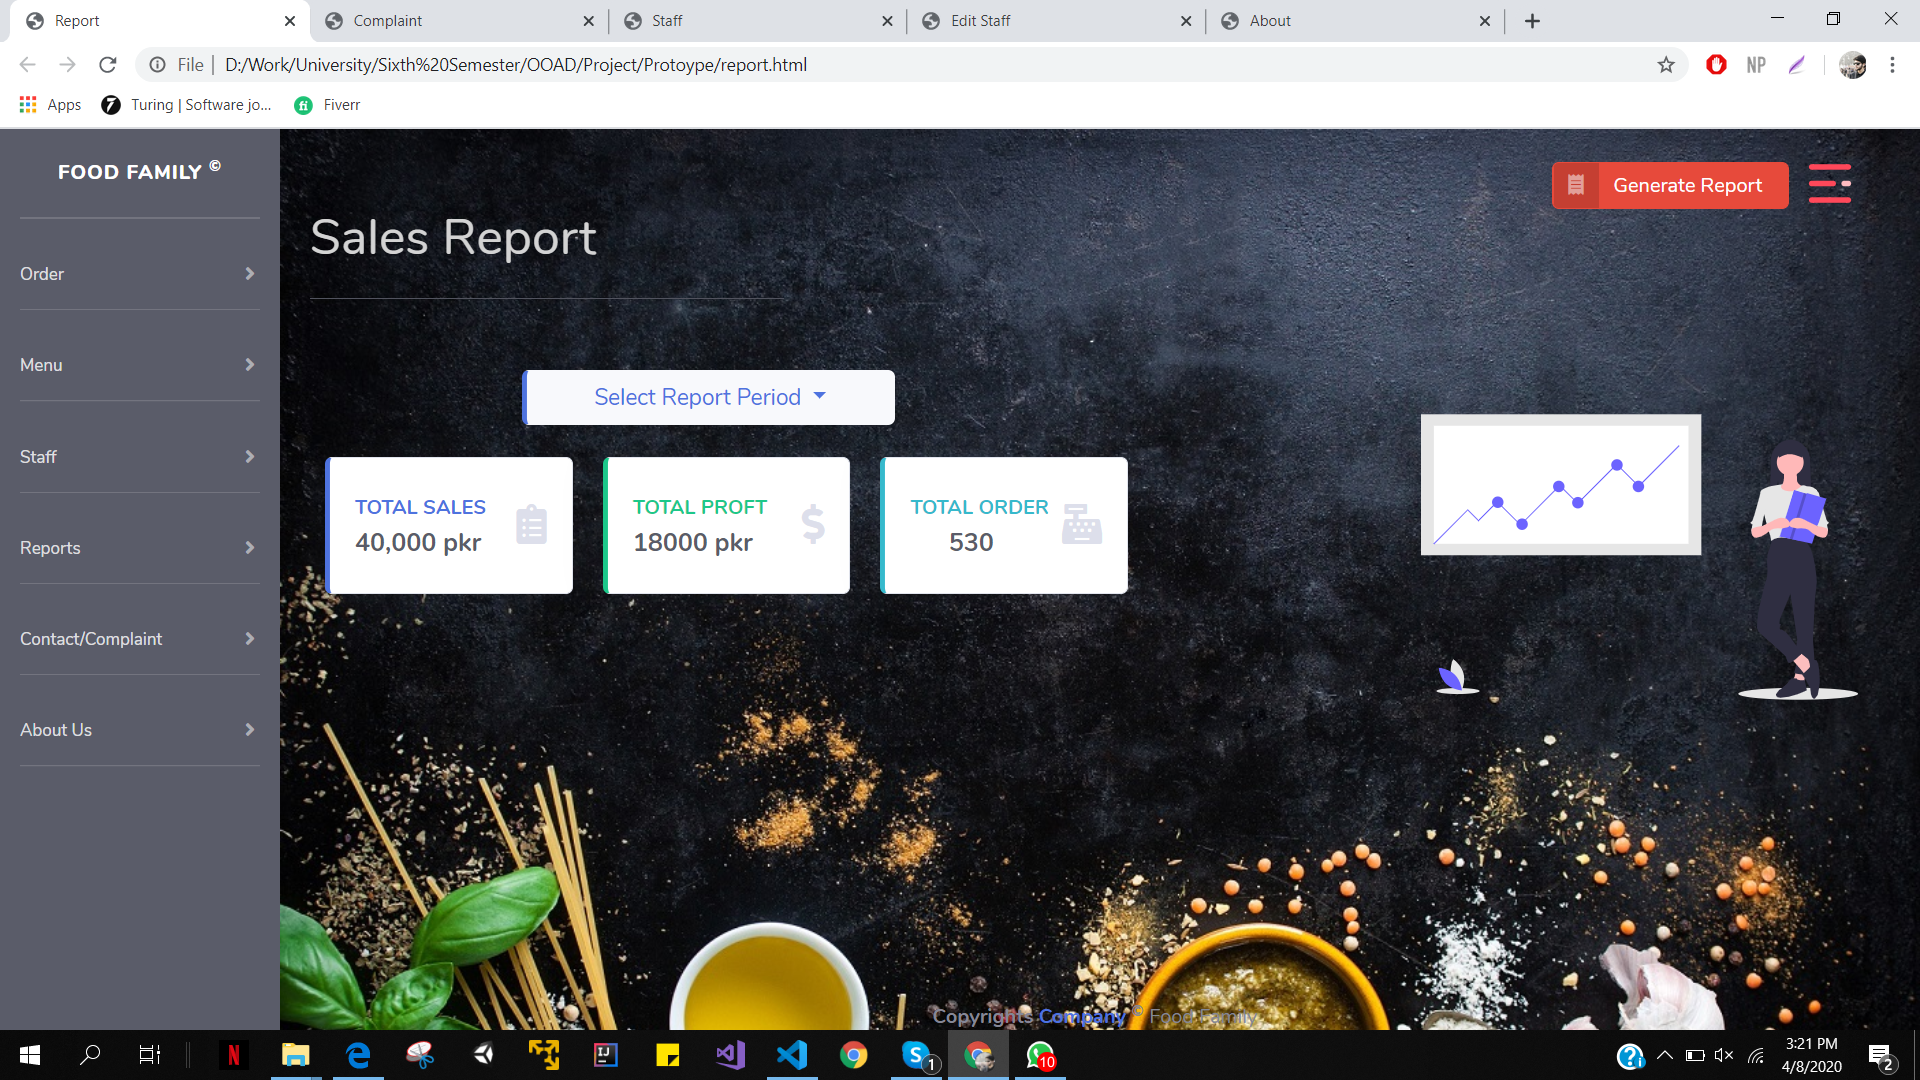 Report
Complaint
Staff
Edit Staff
About
File
D:/Work/University/Sixth%20Semester/OOAD/Project/Protoype/report.html
NP
Apps
Turing | Software jo...
fi
Fiverr
FOOD FAMILY ©
Generate Report
Sales Report
Order
Menu
Staff
Reports
Contact/Complaint
About Us
Select Report Period
TOTAL SALES
40,000 pkr
TOTAL PROFT
18000 pkr
$
TOTAL ORDER
530
Copyrights Company © Food Family
N
IJ
S
1
10
3:21 PM
4/8/2020
2